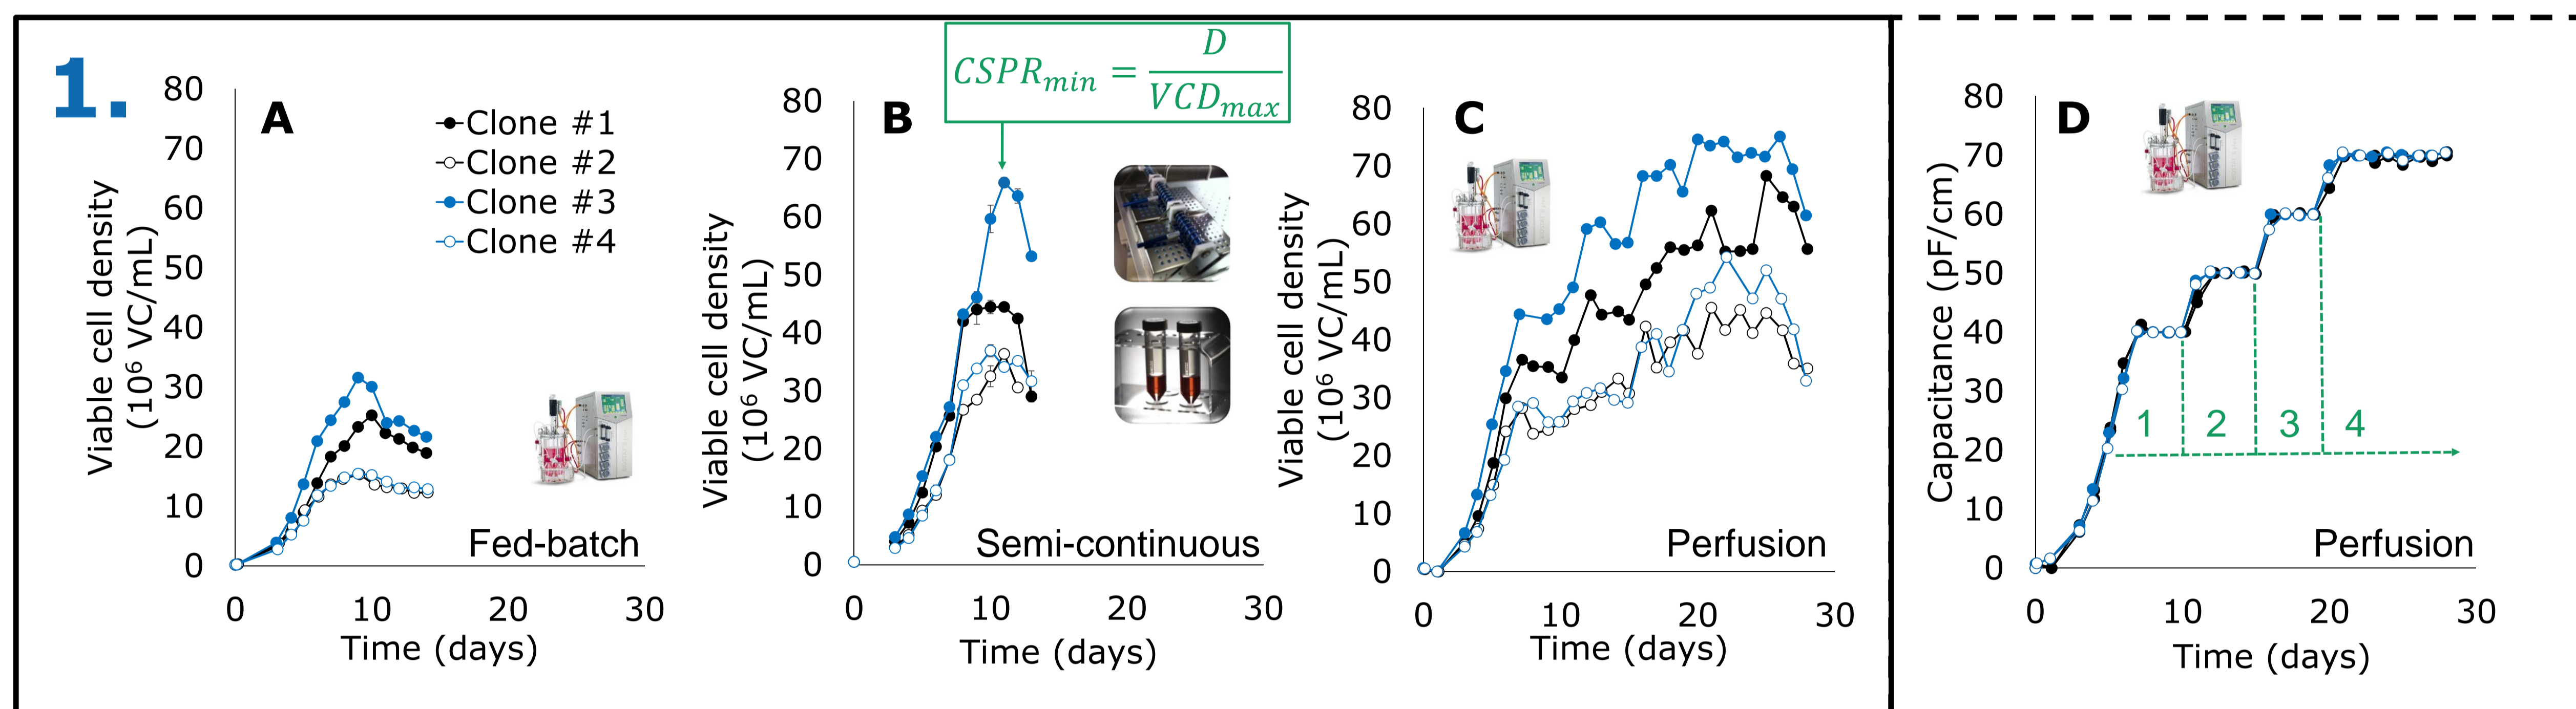 1.
A
80
70
60
50
40
30
20
10
0
0 10 20 30
Viable cell density
(10⁶ VC/mL)
Time (days)
Clone #1
Clone #2
Clone #3
Clone #4
Fed-batch
CSPRmin = D / VCDmax
B
80
70
60
50
40
30
20
10
0
0 10 20 30
Viable cell density
(10⁶ VC/mL)
Time (days)
Semi-continuous
C
80
70
60
50
40
30
20
10
0
0 10 20 30
Viable cell density
(10⁶ VC/mL)
Time (days)
Perfusion
D
80
70
60
50
40
30
20
10
0
0 10 20 30
Capacitance (pF/cm)
Time (days)
1 2 3 4
Perfusion